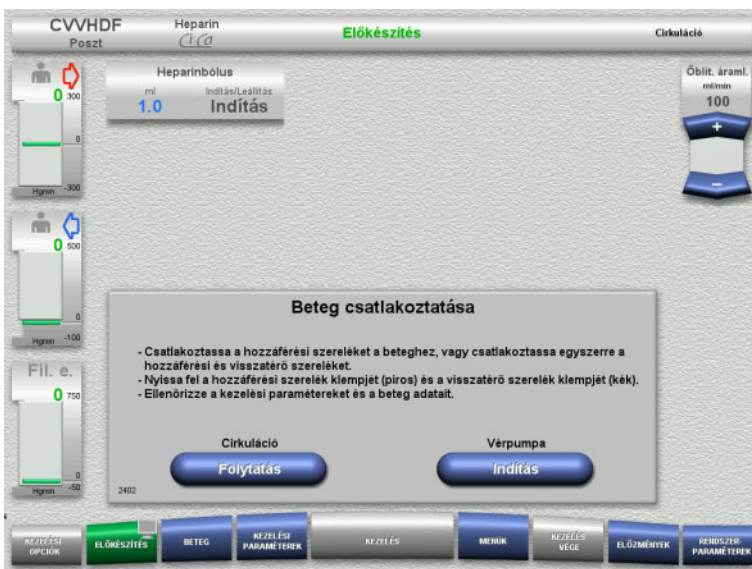 CVVHDF
Poszt
Heparin
Ci Ca
Előkészítés
Cirkuláció
0 300
0
Hgmm -300
Heparinbólus
ml Indítás/Leállítás
1.0 Indítás
Öblít. áraml.
ml/min
100
+
−
0 500
0
Hgmm -100
Fil. e.
0 750
0
Hgmm -50
Beteg csatlakoztatása
- Csatlakoztassa a hozzáférési szereléket a beteghez, vagy csatlakoztassa egyszerre a
hozzáférési és visszatérő szereléket.
- Nyissa fel a hozzáférési szerelék klempjét (piros) és a visszatérő szerelék klempjét (kék).
- Ellenőrizze a kezelési paramétereket és a beteg adatait.
Cirkuláció
Folytatás
Vérpumpa
Indítás
2402
KEZELÉSI
OPCIÓK
ELŐKÉSZÍTÉS
BETEG
KEZELÉSI
PARAMÉTEREK
KEZELÉS
MENÜK
KEZELÉS
VÉGE
ELŐZMÉNYEK
RENDSZER-
PARAMÉTEREK